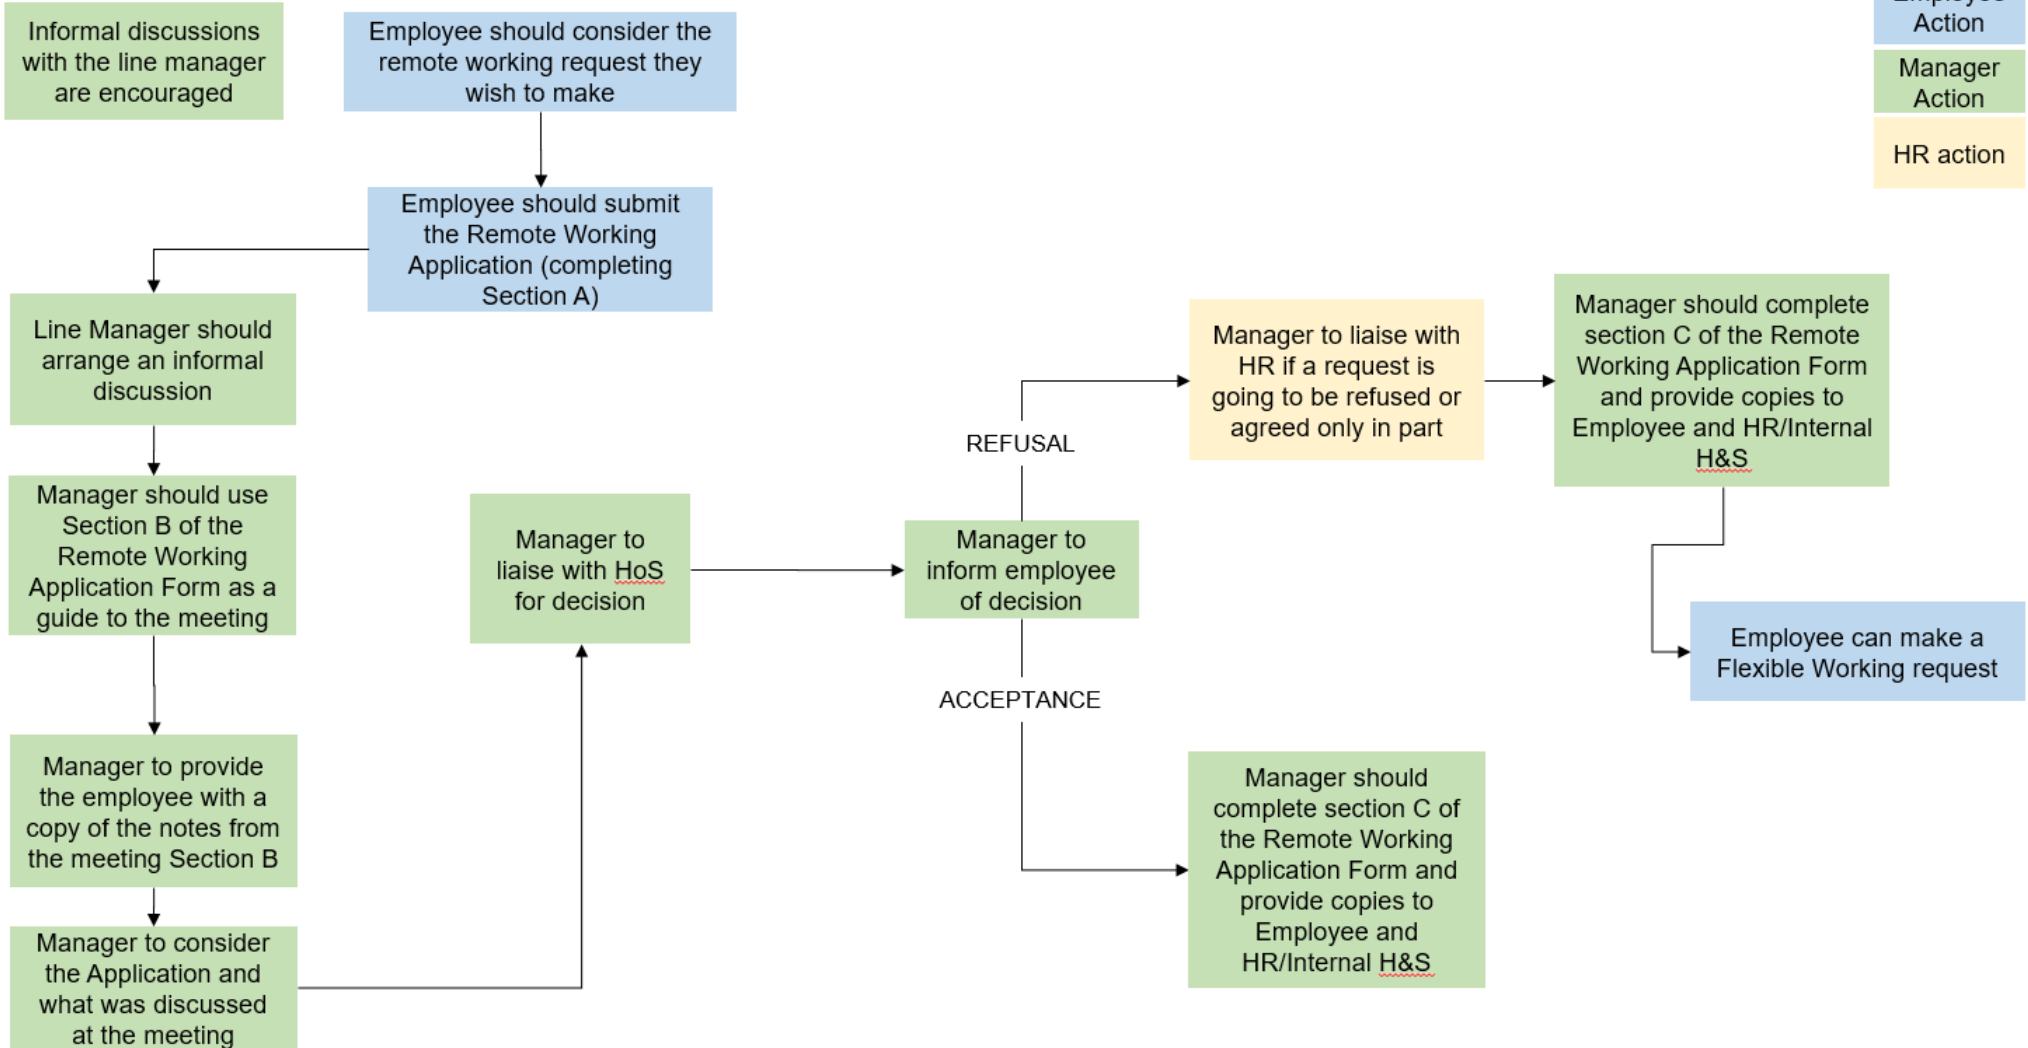 Informal discussions
with the line manager
are encouraged
Employee should consider the
remote working request they
wish to make
Employee
Action
Manager
Action
HR action
Employee should submit
the Remote Working
Application (completing
Section A)
Line Manager should
arrange an informal
discussion
Manager should use
Section B of the
Remote Working
Application Form as a
guide to the meeting
Manager to provide
the employee with a
copy of the notes from
the meeting Section B
Manager to consider
the Application and
what was discussed
at the meeting
Manager to
liaise with HoS
for decision
Manager to
inform employee
of decision
REFUSAL
Manager to liaise with
HR if a request is
going to be refused or
agreed only in part
Manager should complete
section C of the Remote
Working Application Form
and provide copies to
Employee and HR/Internal
H&S
Employee can make a
Flexible Working request
ACCEPTANCE
Manager should
complete section C of
the Remote Working
Application Form and
provide copies to
Employee and
HR/Internal H&S